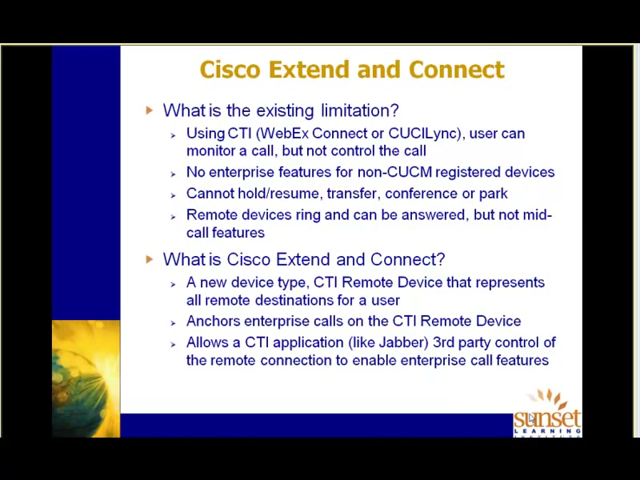 Cisco Extend and Connect
What is the existing limitation?
Using CTI (WebEx Connect or CUCILync), user can
monitor a call, but not control the call
No enterprise features for non-CUCM registered devices
Cannot hold/resume, transfer, conference or park
Remote devices ring and can be answered, but not mid-
call features
What is Cisco Extend and Connect?
A new device type, CTI Remote Device that represents
all remote destinations for a user
Anchors enterprise calls on the CTI Remote Device
Allows a CTI application (like Jabber) 3rd party control of
the remote connection to enable enterprise call features
sunset
LEARNING